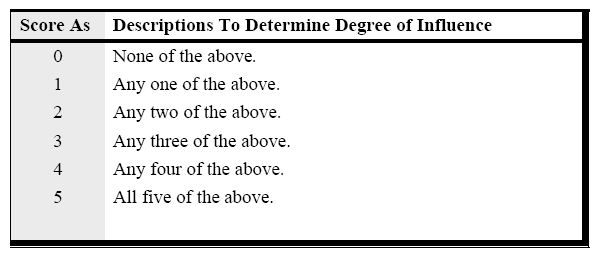 Score As Descriptions To Determine Degree of Influence
0 None of the above.
1 Any one of the above.
2 Any two of the above.
3 Any three of the above.
4 Any four of the above.
5 All five of the above.